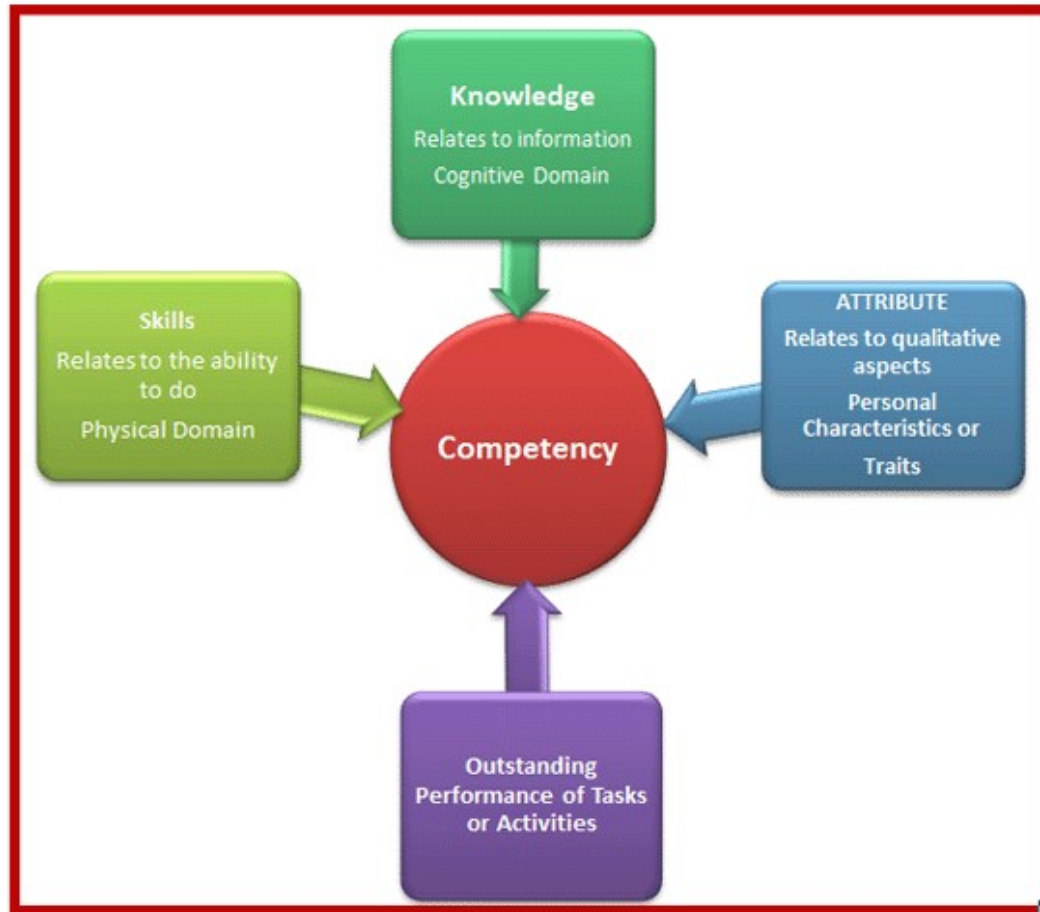 Knowledge
Relates to information
Cognitive Domain
Skills
Relates to the ability
to do
Physical Domain
ATTRIBUTE
Relates to qualitative
aspects
Personal
Characteristics or
Traits
Competency
Outstanding
Performance of Tasks
or Activities